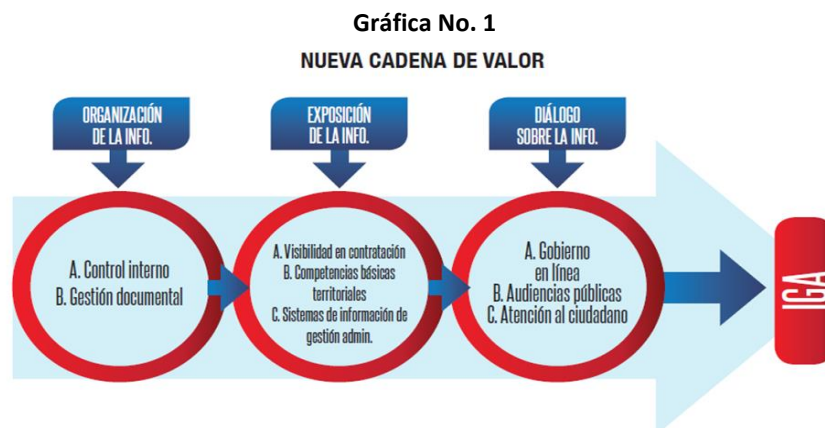 Gráfica No. 1
NUEVA CADENA DE VALOR
ORGANIZACIÓN
DE LA INFO.
EXPOSICIÓN
DE LA INFO.
DIÁLOGO
SOBRE LA INFO.
A. Control interno
B. Gestión documental
A. Visibilidad en contratación
B. Competencias básicas
territoriales
C. Sistemas de información de
gestión admin.
A. Gobierno
en línea
B. Audiencias públicas
C. Atención al ciudadano
IGA